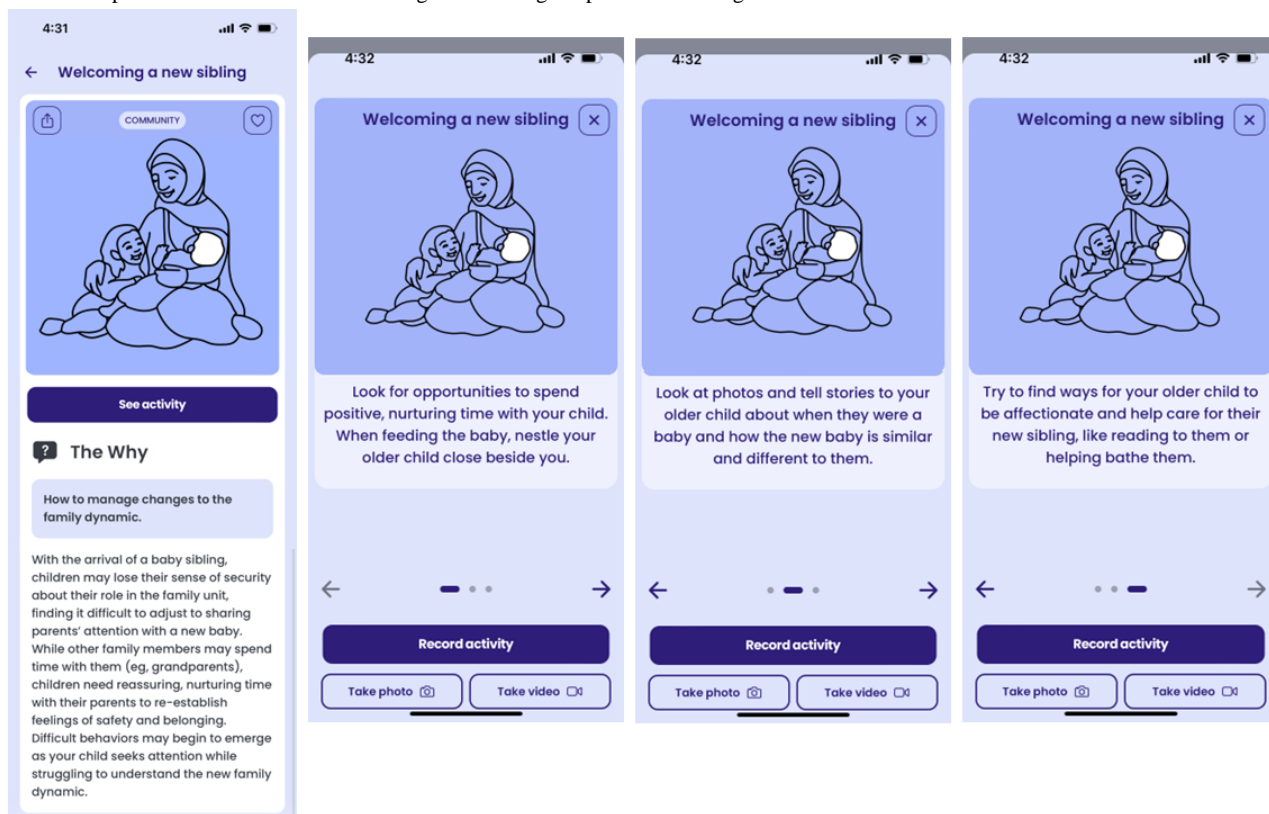 4:31
Welcoming a new sibling
COMMUNITY
See activity
The Why
How to manage changes to the
family dynamic.
With the arrival of a baby sibling,
children may lose their sense of security
about their role in the family unit,
finding it difficult to adjust to sharing
parents' attention with a new baby.
While other family members may spend
time with them (eg, grandparents),
children need reassuring, nurturing time
with their parents to re-establish
feelings of safety and belonging.
Difficult behaviors may begin to emerge
as your child seeks attention while
struggling to understand the new family
dynamic.
4:32
Welcoming a new sibling
Look for opportunities to spend
positive, nurturing time with your child.
When feeding the baby, nestle your
older child close beside you.
Record activity
Take photo
Take video
4:32
Welcoming a new sibling
Look at photos and tell stories to your
older child about when they were a
baby and how the new baby is similar
and different to them.
Record activity
Take photo
Take video
4:32
Welcoming a new sibling
Try to find ways for your older child to
be affectionate and help care for their
new sibling, like reading to them or
helping bathe them.
Record activity
Take photo
Take video